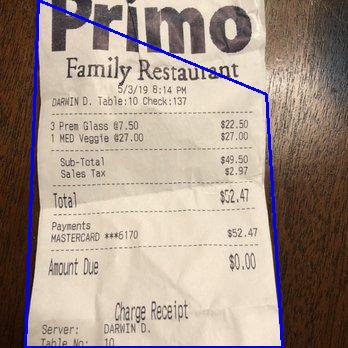 Primo
Family Restaurant
5/3/19 8:14 PM
DARWIN D. Table:10 Check:137
3 Prem Glass @7.50 $22.50
1 MED Veggie @27.00 $27.00
Sub-Total $49.50
Sales Tax $2.97
Total $52.47
Payments
MASTERCARD ***6170 $52.47
Amount Due $0.00
Charge Receipt
Server: DARWIN D.
Table No: 10